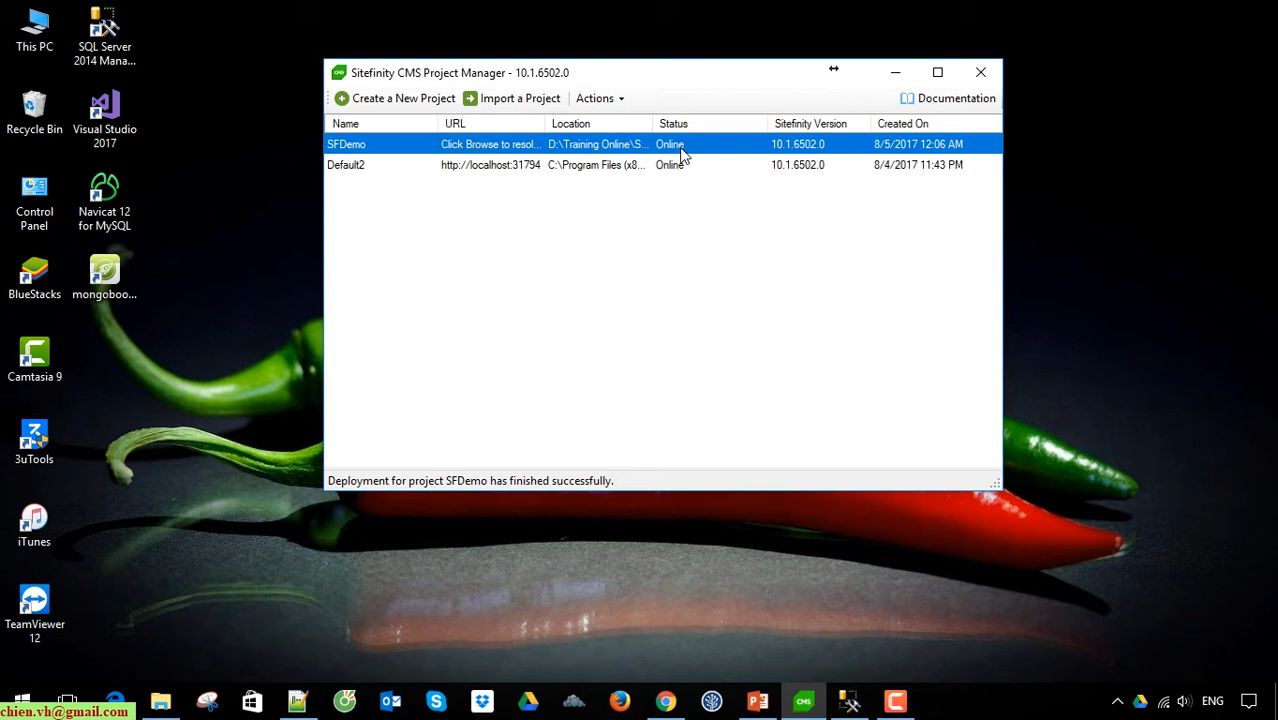 This PC
SQL Server
2014 Mana...
Recycle Bin
Visual Studio
2017
Control
Panel
Navicat 12
for MySQL
BlueStacks
mongoboo...
Camtasia 9
3uTools
iTunes
TeamViewer
12
Sitefinity CMS Project Manager - 10.1.6502.0
Create a New Project
Import a Project
Actions
Documentation
Name URL Location Status Sitefinity Version Created On
SFDemo Click Browse to resol... D:\Training Online\S... Online 10.1.6502.0 8/5/2017 12:06 AM
Default2 http://localhost:31794 C:\Program Files (x8... Online 10.1.6502.0 8/4/2017 11:43 PM
Deployment for project SFDemo has finished successfully.
CMS
ENG
chien.vh@gmail.com